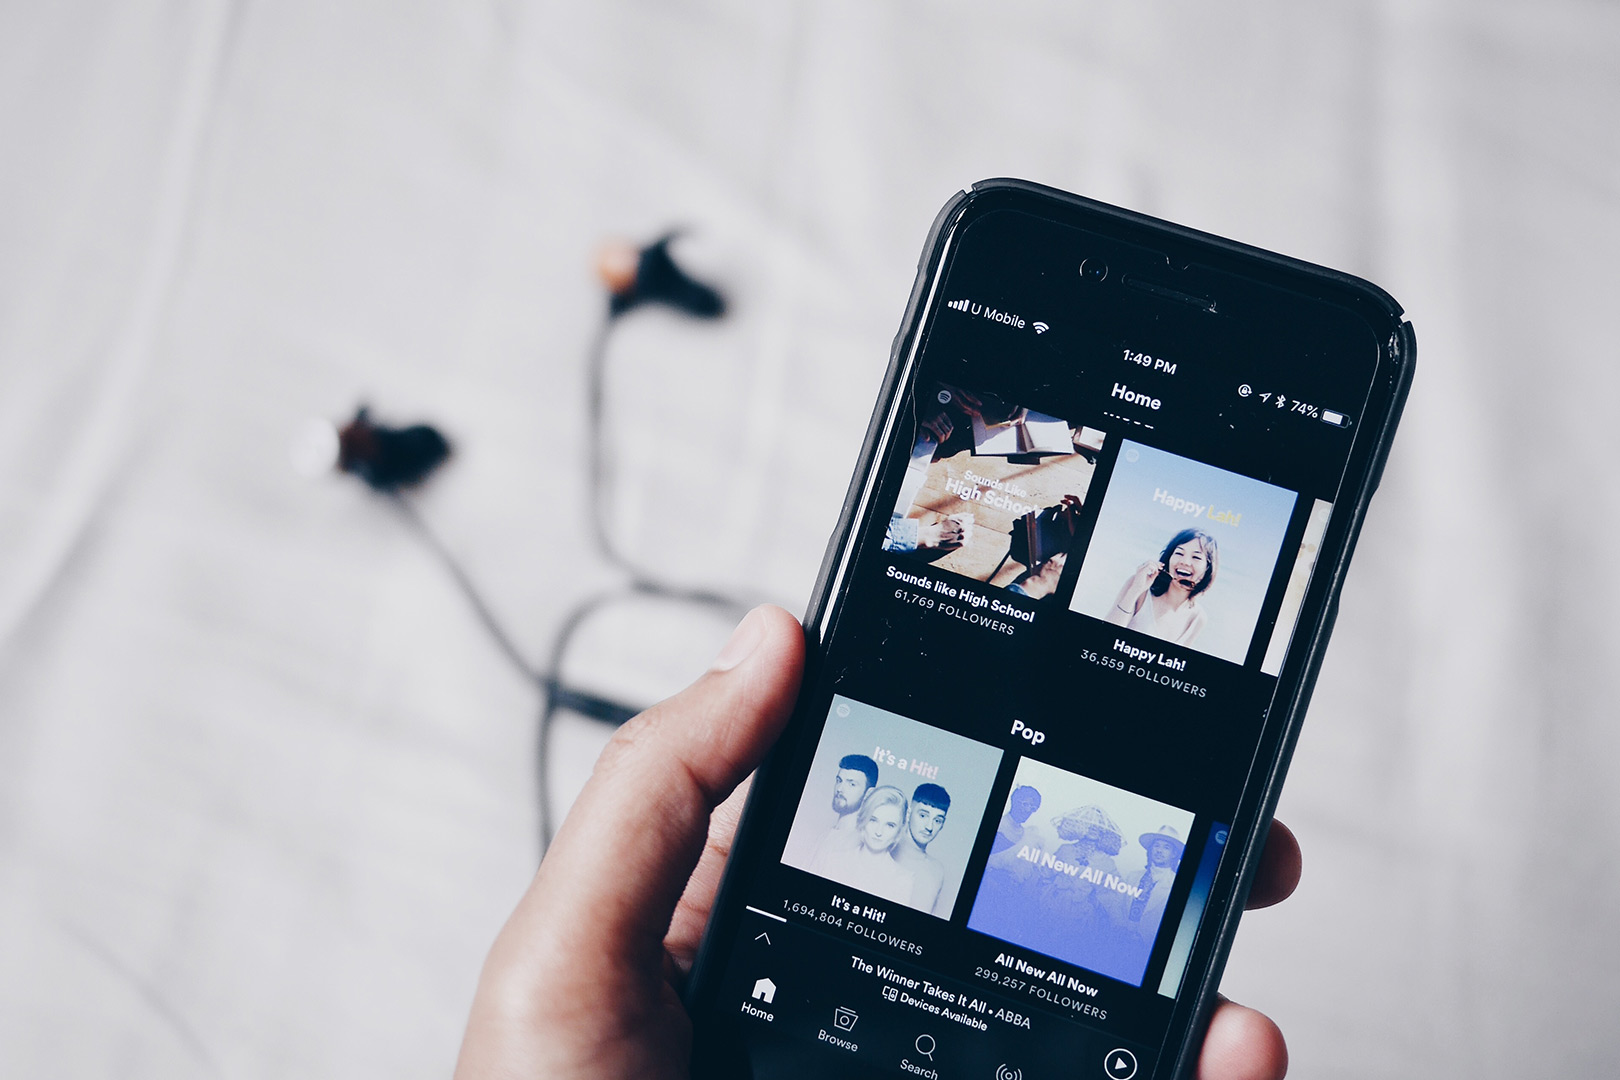 U Mobile
1:49 PM
74%
Home
Sounds Like
High School
Happy Lah!
Sounds like High School
61,769 FOLLOWERS
Happy Lah!
36,559 FOLLOWERS
Pop
It's a Hit!
All New All Now
It's a Hit!
1,694,804 FOLLOWERS
All New All Now
299,257 FOLLOWERS
The Winner Takes It All • ABBA
Devices Available
Home
Browse
Search